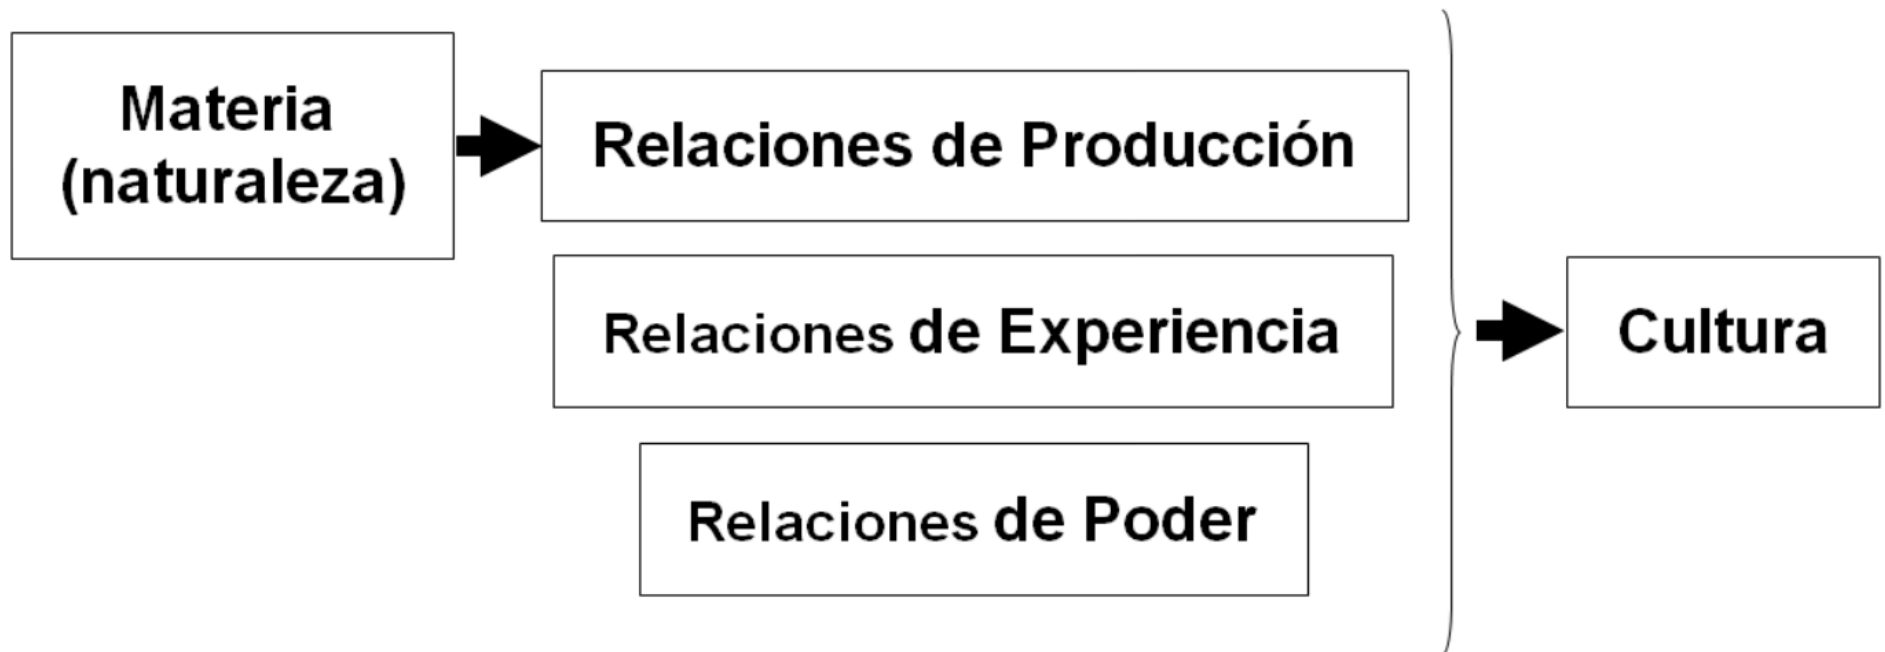 Materia
(naturaleza)
Relaciones de Producción
Relaciones de Experiencia
Relaciones de Poder
Cultura